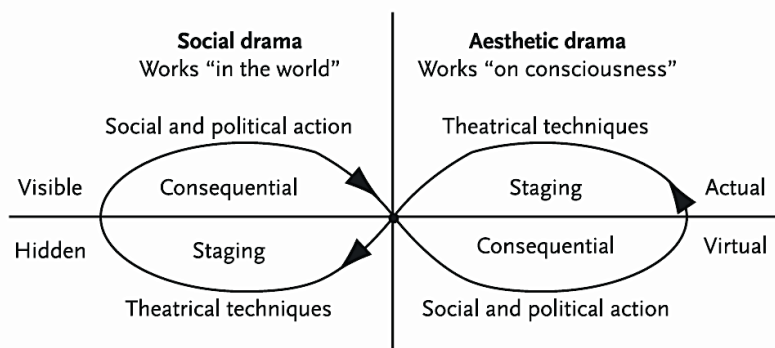 Social drama
Works “in the world”
Aesthetic drama
Works “on consciousness”
Social and political action
Theatrical techniques
Visible
Consequential
Staging
Actual
Hidden
Staging
Consequential
Virtual
Theatrical techniques
Social and political action